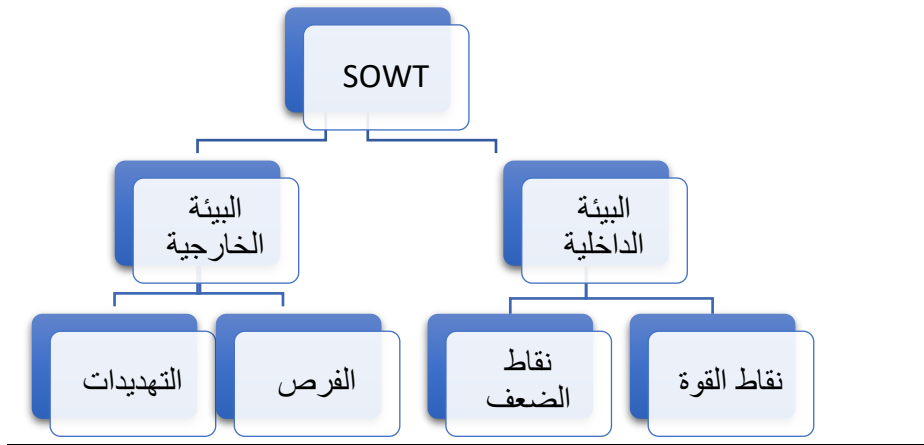 SOWT
البيئة
الداخلية
البيئة
الخارجية
نقاط القوة
نقاط
الضعف
الفرص
التهديدات